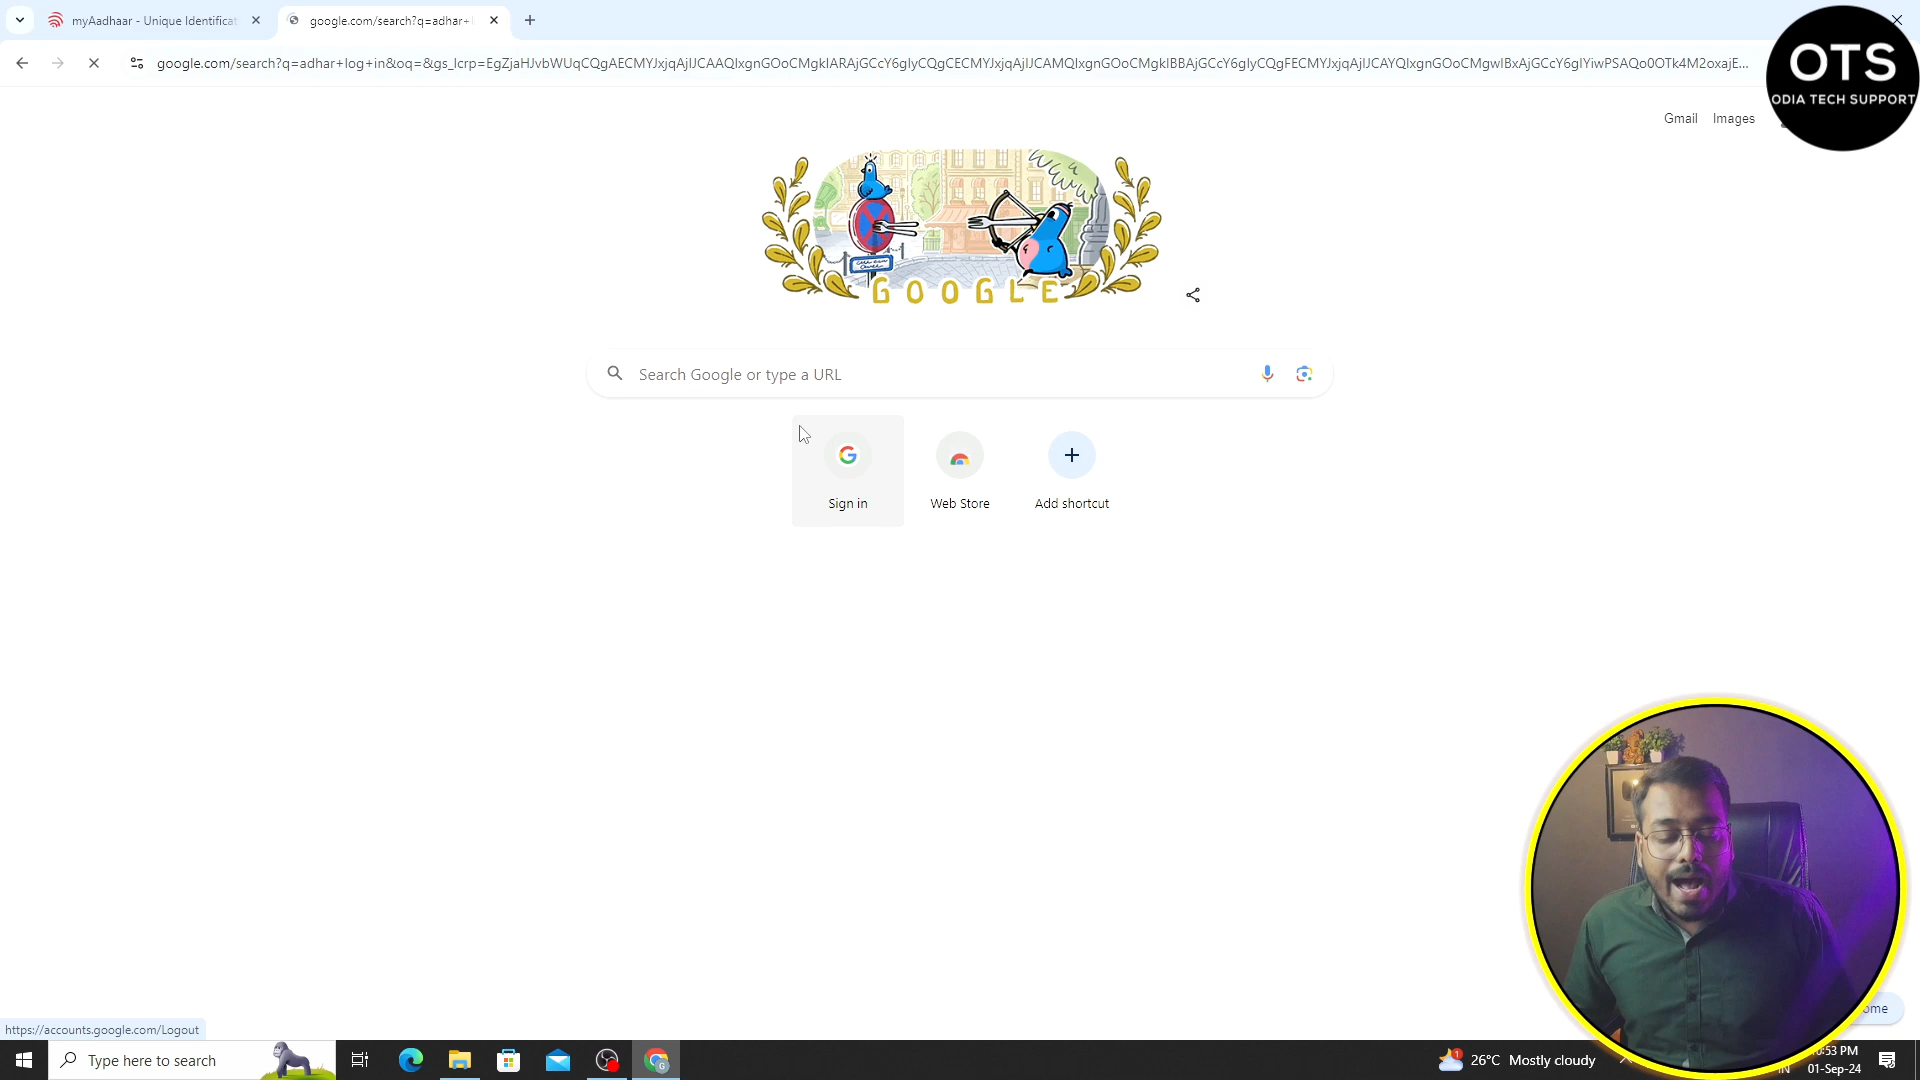 myAadhaar - Unique Identificat
google.com/search?q=adhar+l
google.com/search?q=adhar+log+in&oq=&gs_lcrp=EgZjaHJvbWUqCQgAECMYJxjqAjIJCAAQIxgnGOoCMgkIARAjGCcY6gIyCQgCECMYJxjqAjIJCAMQIxgnGOoCMgkIBBAjGCcY6gIyCQgFECMYJxjqAjIJCAYQIxgnGOoCMgwIBxAjGCcY6gIYiwPSAQo0OTk4M2oxajE...
OTS
ODIA TECH SUPPORT
Gmail Images
GOOGLE
Search Google or type a URL
Sign in
Web Store
Add shortcut
https://accounts.google.com/Logout
Type here to search
26°C Mostly cloudy
:53 PM
01-Sep-24